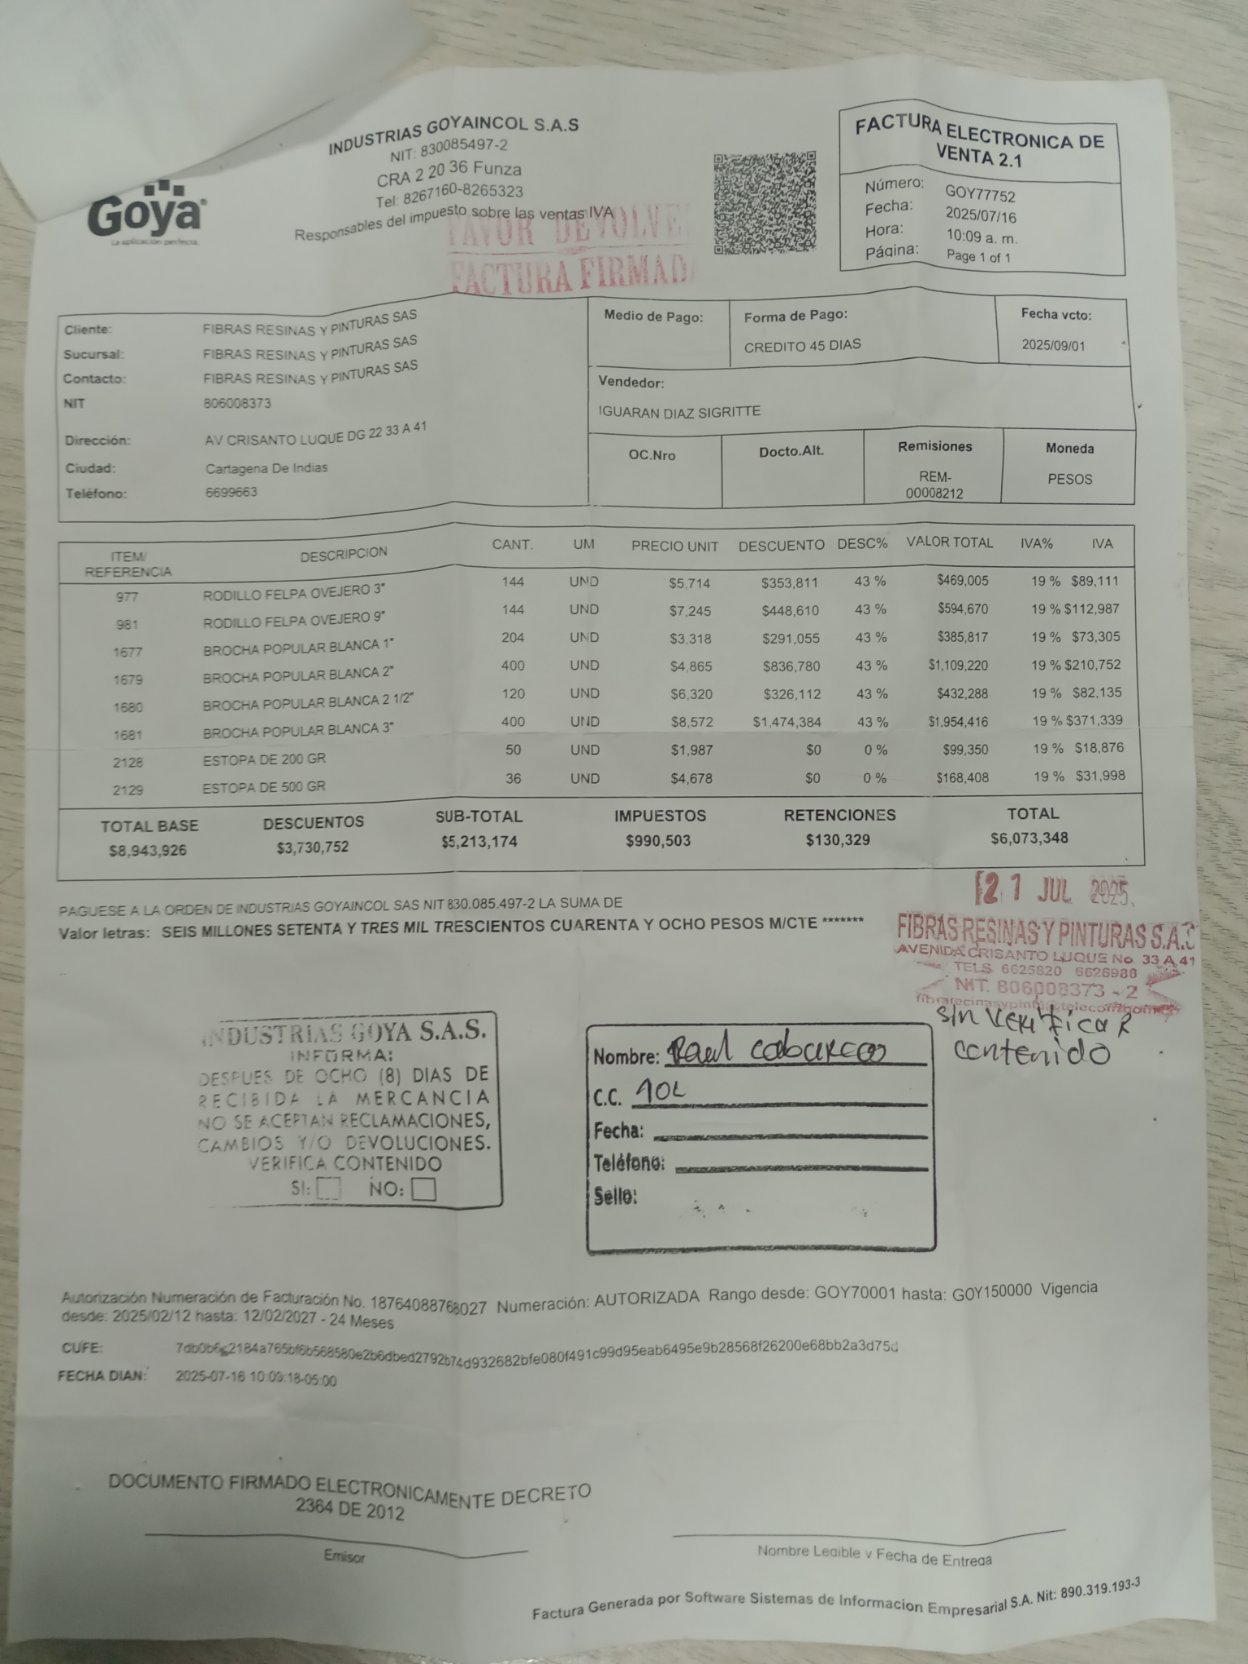 Goya
La aplicación perfecta.
INDUSTRIAS GOYAINCOL S.A.S
NIT: 830085497-2
CRA 2 20 36 Funza
Tel: 8267160-8265323
Responsables del impuesto sobre las ventas IVA
FAVOR DEVOLVE
FACTURA FIRMADA
FACTURA ELECTRONICA DE
VENTA 2.1
Número: GOY77752
Fecha: 2025/07/16
Hora: 10:09 a. m.
Página: Page 1 of 1
Cliente: FIBRAS RESINAS Y PINTURAS SAS
Sucursal: FIBRAS RESINAS Y PINTURAS SAS
Contacto: FIBRAS RESINAS Y PINTURAS SAS
NIT 806008373
Dirección: AV CRISANTO LUQUE DG 22 33 A 41
Ciudad: Cartagena De Indias
Teléfono: 6699663
Medio de Pago:
Forma de Pago:
CREDITO 45 DIAS
Fecha vcto:
2025/09/01
Vendedor:
IGUARAN DIAZ SIGRITTE
OC.Nro
Docto.Alt.
Remisiones
REM-
00008212
Moneda
PESOS
ITEM/
REFERENCIA
DESCRIPCION CANT. UM PRECIO UNIT DESCUENTO DESC% VALOR TOTAL IVA% IVA
977 RODILLO FELPA OVEJERO 3" 144 UND $5,714 $353,811 43 % $469,005 19 % $89,111
981 RODILLO FELPA OVEJERO 9" 144 UND $7,245 $448,610 43 % $594,670 19 % $112,987
1677 BROCHA POPULAR BLANCA 1" 204 UND $3,318 $291,055 43 % $385,817 19 % $73,305
1679 BROCHA POPULAR BLANCA 2" 400 UND $4,865 $836,780 43 % $1,109,220 19 % $210,752
1680 BROCHA POPULAR BLANCA 2 1/2" 120 UND $6,320 $326,112 43 % $432,288 19 % $82,135
1681 BROCHA POPULAR BLANCA 3" 400 UND $8,572 $1,474,384 43 % $1,954,416 19 % $371,339
2128 ESTOPA DE 200 GR 50 UND $1,987 $0 0 % $99,350 19 % $18,876
2129 ESTOPA DE 500 GR 36 UND $4,678 $0 0 % $168,408 19 % $31,998
TOTAL BASE DESCUENTOS SUB-TOTAL IMPUESTOS RETENCIONES TOTAL
$8,943,926 $3,730,752 $5,213,174 $990,503 $130,329 $6,073,348
PAGUESE A LA ORDEN DE INDUSTRIAS GOYAINCOL SAS NIT 830.085.497-2 LA SUMA DE
Valor letras: SEIS MILLONES SETENTA Y TRES MIL TRESCIENTOS CUARENTA Y OCHO PESOS M/CTE *******
21 JUL 2025
FIBRAS RESINAS Y PINTURAS S.A.S
AVENIDA CRISANTO LUQUE No. 33 A 41
TELS. 6625820 6626988
NIT. 806008373 - 2
sin verificar
contenido
INDUSTRIAS GOYA S.A.S.
INFORMA:
DESPUES DE OCHO (8) DIAS DE
RECIBIDA LA MERCANCIA
NO SE ACEPTAN RECLAMACIONES,
CAMBIOS Y/O DEVOLUCIONES.
VERIFICA CONTENIDO
SI: NO:
Nombre: Raul cabarcas
C.C. 102
Fecha:
Teléfono:
Sello:
Autorización Numeración de Facturación No. 18764088768027 Numeración: AUTORIZADA Rango desde: GOY70001 hasta: GOY150000 Vigencia
desde: 2025/02/12 hasta: 12/02/2027 - 24 Meses
CUFE:
FECHA DIAN: 2025-07-16 10:09:18-05:00
DOCUMENTO FIRMADO ELECTRONICAMENTE DECRETO
2364 DE 2012
Emisor
Nombre Legible y Fecha de Entrega
Factura Generada por Software Sistemas de Informacion Empresarial S.A. Nit: 890.319.193-3